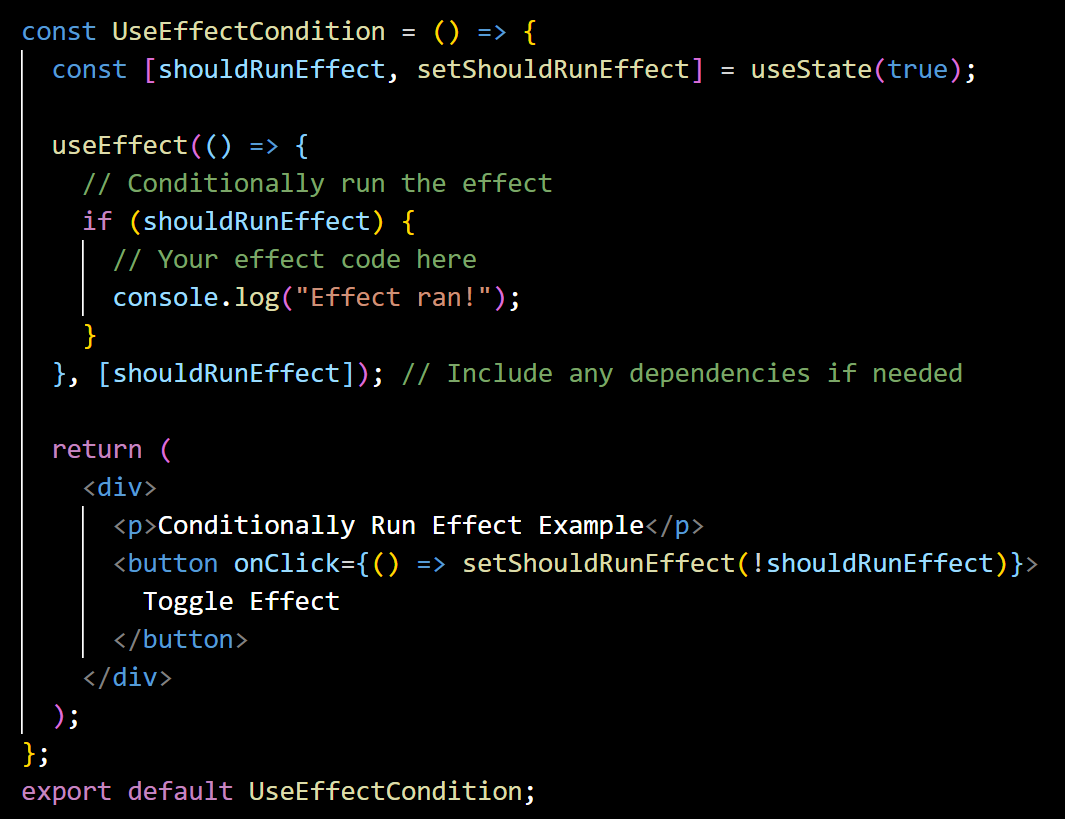 const UseEffectCondition = () => {
  const [shouldRunEffect, setShouldRunEffect] = useState(true);

  useEffect(() => {
    // Conditionally run the effect
    if (shouldRunEffect) {
      // Your effect code here
      console.log("Effect ran!");
    }
  }, [shouldRunEffect]); // Include any dependencies if needed

  return (
    <div>
      <p>Conditionally Run Effect Example</p>
      <button onClick={() => setShouldRunEffect(!shouldRunEffect)}>
        Toggle Effect
      </button>
    </div>
  );
};
export default UseEffectCondition;